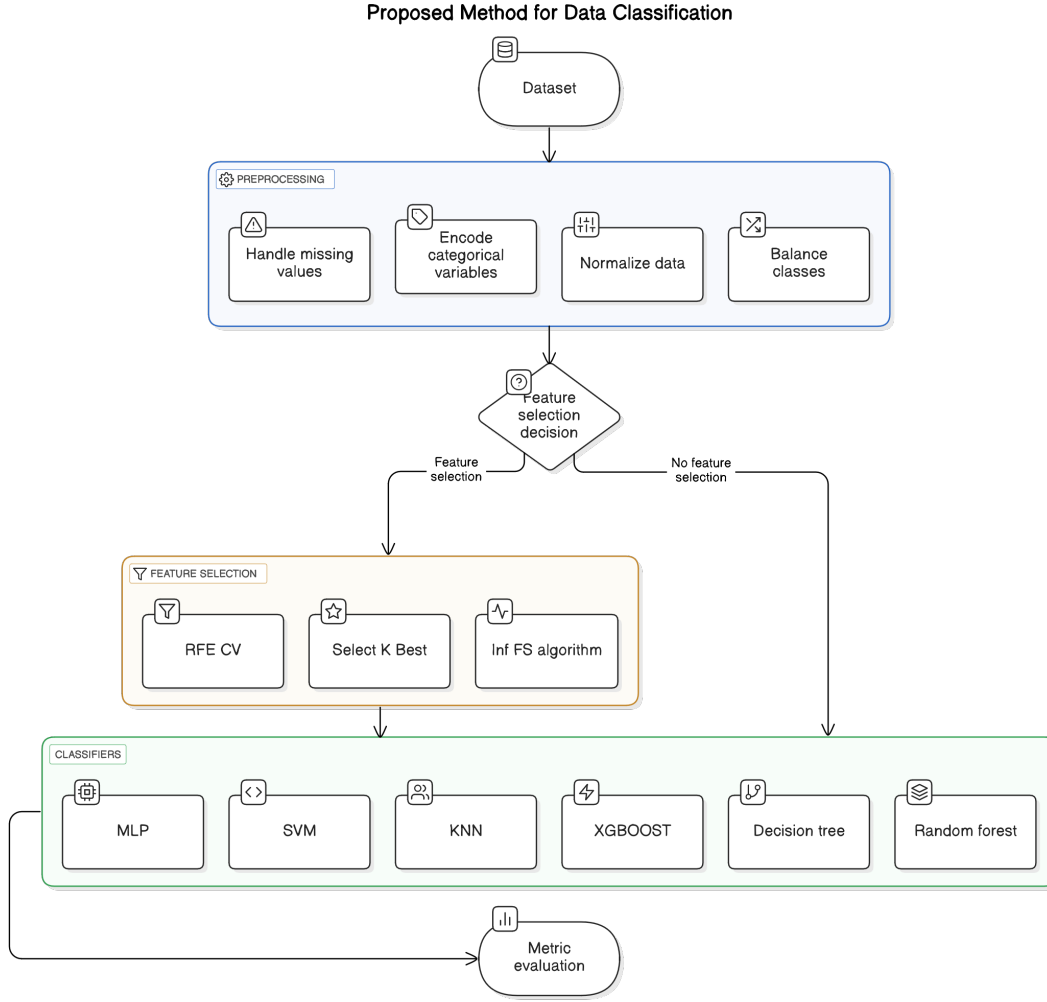 Proposed Method for Data Classification
Dataset
PREPROCESSING
Handle missing
values
Encode
categorical
variables
Normalize data
Balance
classes
Feature
selection
decision
Feature
selection
No feature
selection
FEATURE SELECTION
RFE CV
Select K Best
Inf FS algorithm
CLASSIFIERS
MLP
SVM
KNN
XGBOOST
Decision tree
Random forest
Metric
evaluation